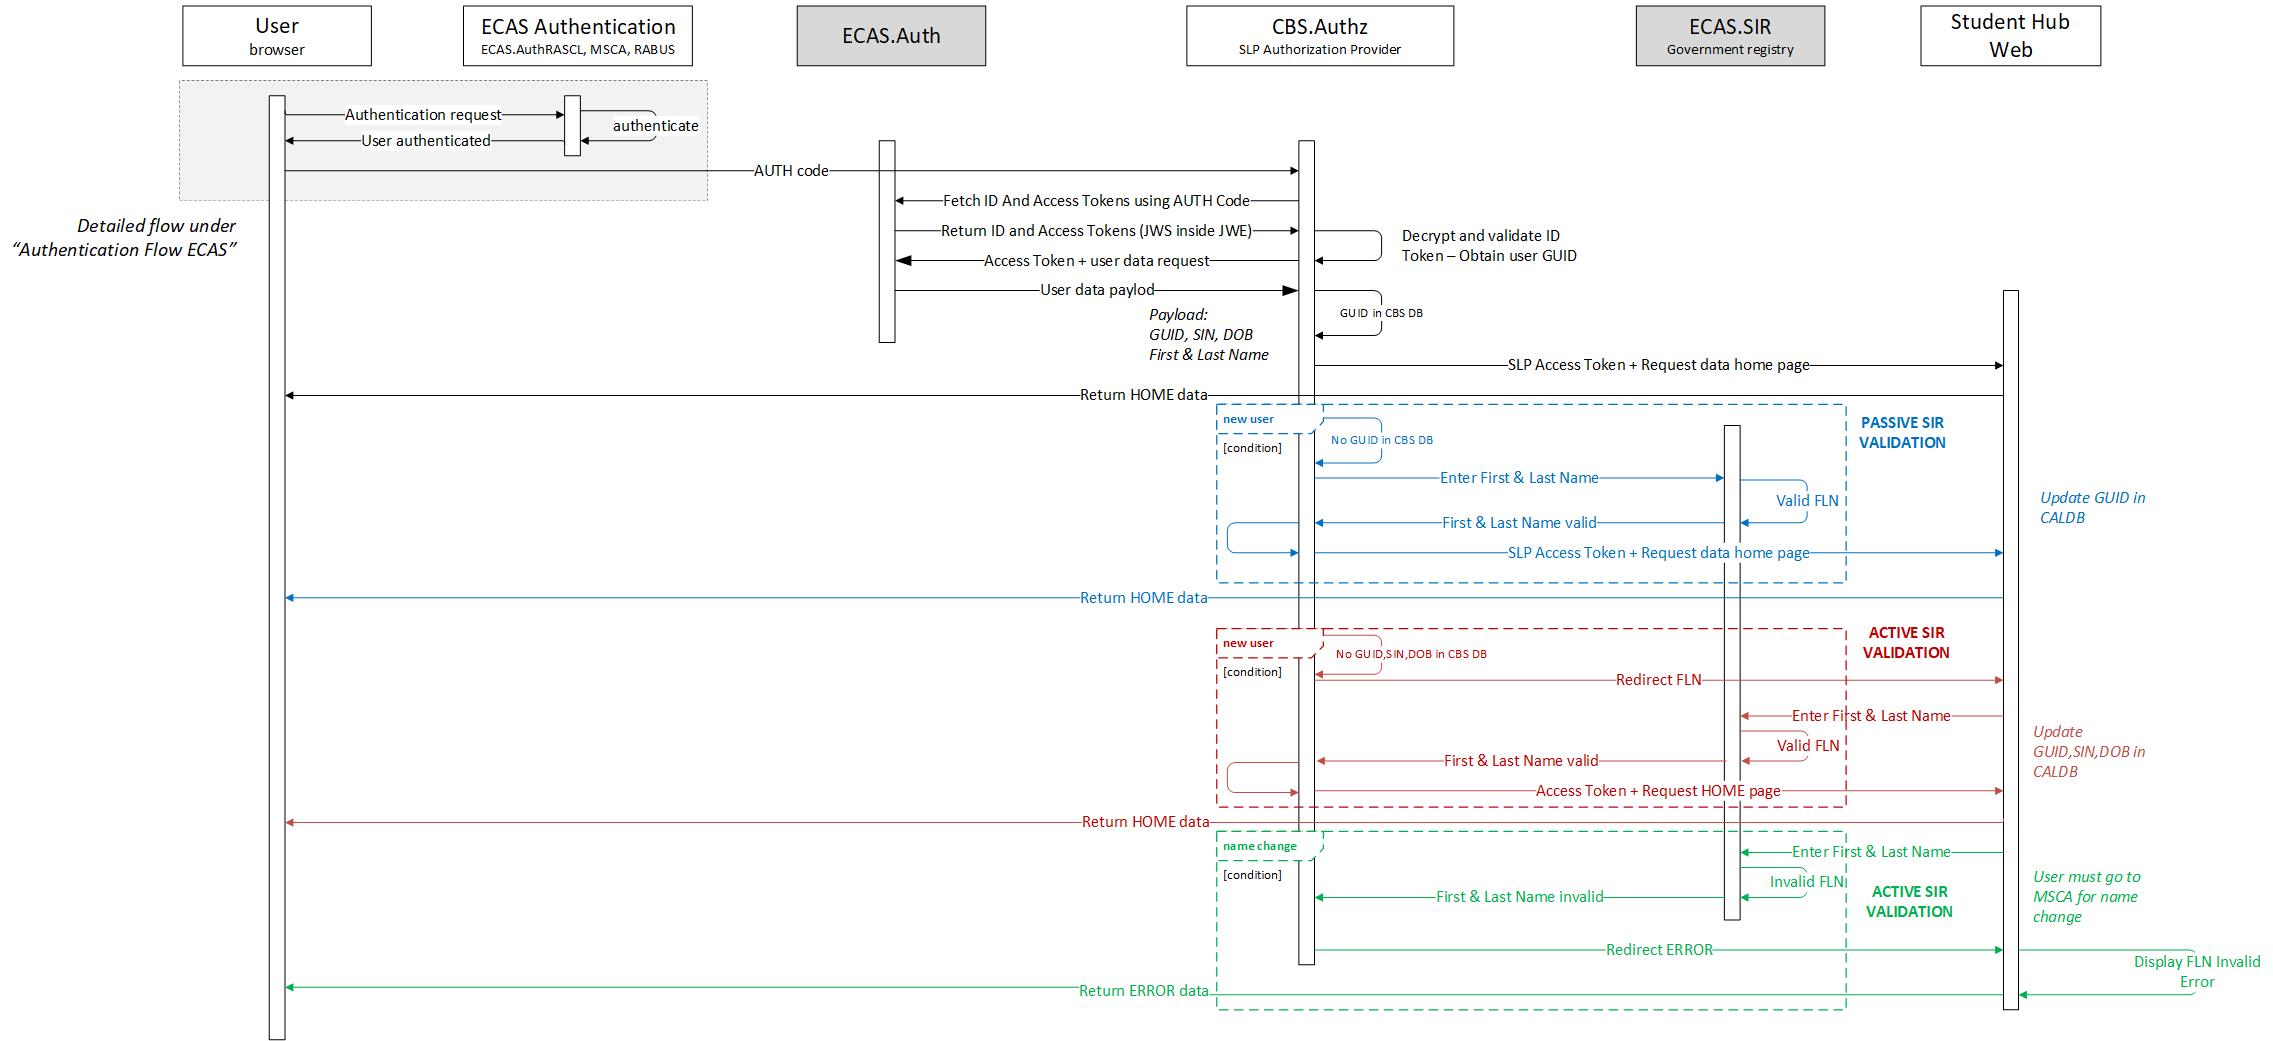 User
browser
ECAS Authentication
ECAS.AuthRASCL, MSCA, RABUS
ECAS.Auth
CBS.Authz
SLP Authorization Provider
ECAS.SIR
Government registry
Student Hub
Web
Authentication request
authenticate
User authenticated
AUTH code
Detailed flow under
“Authentication Flow ECAS”
Fetch ID And Access Tokens using AUTH Code
Return ID and Access Tokens (JWS inside JWE)
Decrypt and validate ID
Token – Obtain user GUID
Access Token + user data request
User data paylod
Payload:
GUID, SIN, DOB
First & Last Name
GUID in CBS DB
SLP Access Token + Request data home page
Return HOME data
new user
[condition]
No GUID in CBS DB
PASSIVE SIR
VALIDATION
Enter First & Last Name
Valid FLN
Update GUID in
CALDB
First & Last Name valid
SLP Access Token + Request data home page
Return HOME data
new user
[condition]
No GUID,SIN,DOB in CBS DB
ACTIVE SIR
VALIDATION
Redirect FLN
Enter First & Last Name
Valid FLN
Update
GUID,SIN,DOB in
CALDB
First & Last Name valid
Access Token + Request HOME page
Return HOME data
name change
[condition]
Enter First & Last Name
Invalid FLN
ACTIVE SIR
VALIDATION
User must go to
MSCA for name
change
First & Last Name invalid
Redirect ERROR
Display FLN Invalid
Error
Return ERROR data